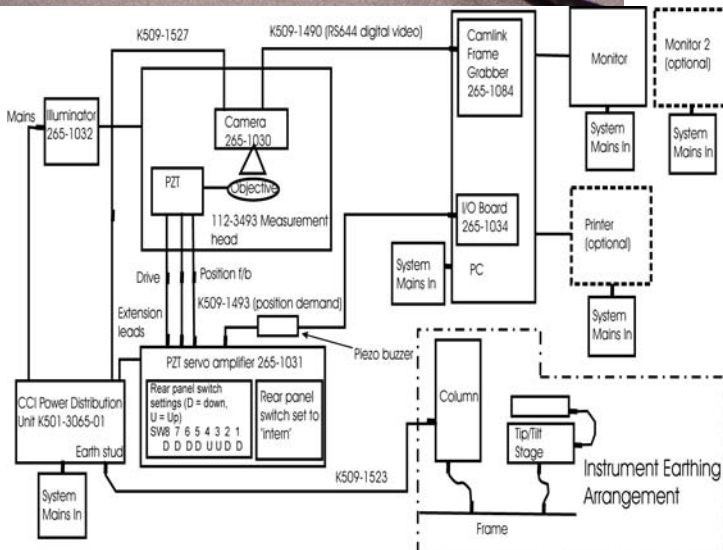 K509-1527
K509-1490 (RS644 digital video)
Camlink
Frame
Grabber
265-1084
Monitor
Monitor 2
(optional)
Mains
Illuminator
265-1032
Camera
265-1030
System
Mains In
System
Mains In
PZT
Objective
112-3493 Measurement
head
I/O Board
265-1034
Printer
(optional)
System
Mains In
PC
Drive
Position f/b
K509-1493 (position demand)
Extension
leads
System
Mains In
Piezo buzzer
PZT servo amplifier 265-1031
CCI Power Distribution
Unit K501-3065-01
Earth stud
Rear panel switch
settings (D = down,
U = Up)
SW8 7 6 5 4 3 2 1
D D D D U U D D
Rear panel
switch set to
'intern'
Column
Tip/Tilt
Stage
Instrument Earthing
Arrangement
System
Mains In
K509-1523
Frame